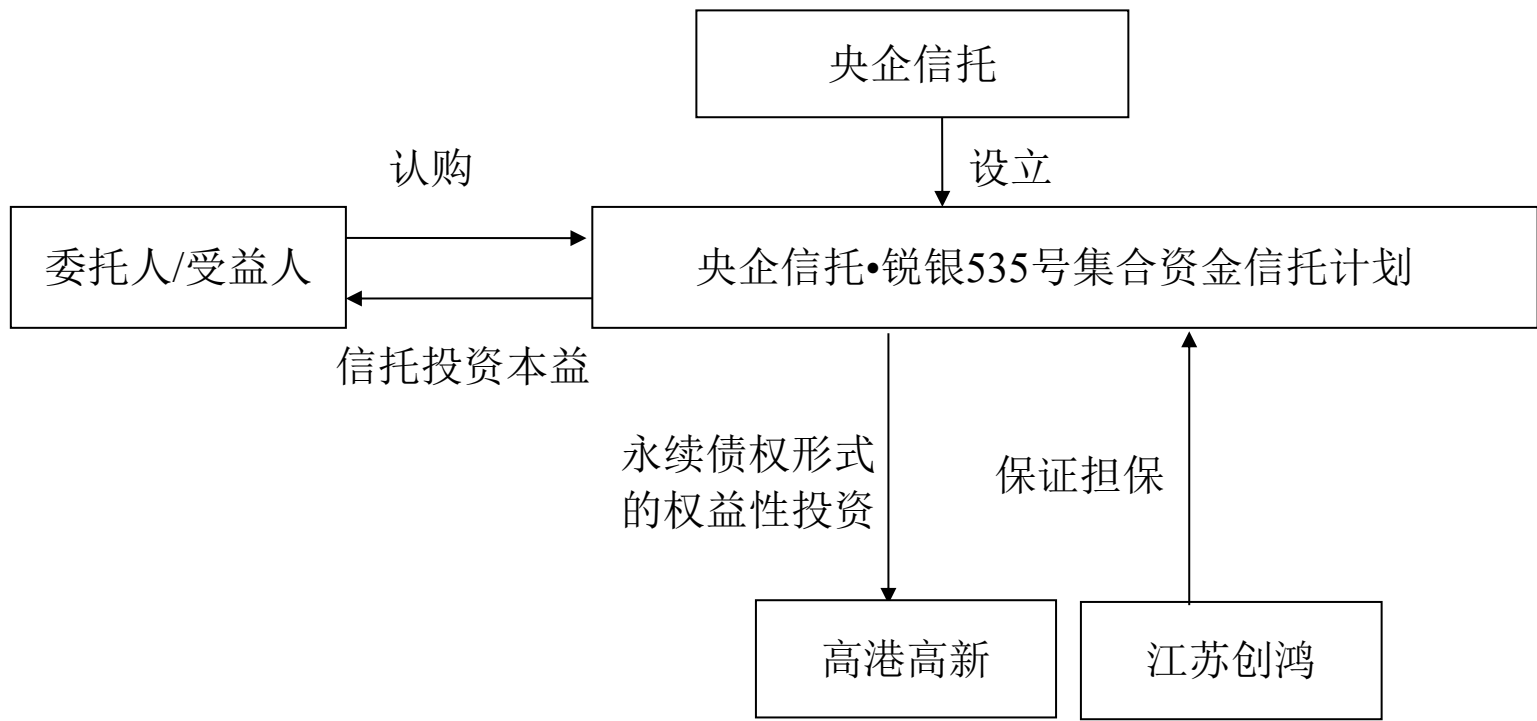 央企信托
认购
设立
委托人/受益人
央企信托•锐银535号集合资金信托计划
信托投资本益
永续债权形式
的权益性投资
保证担保
高港高新
江苏创鸿